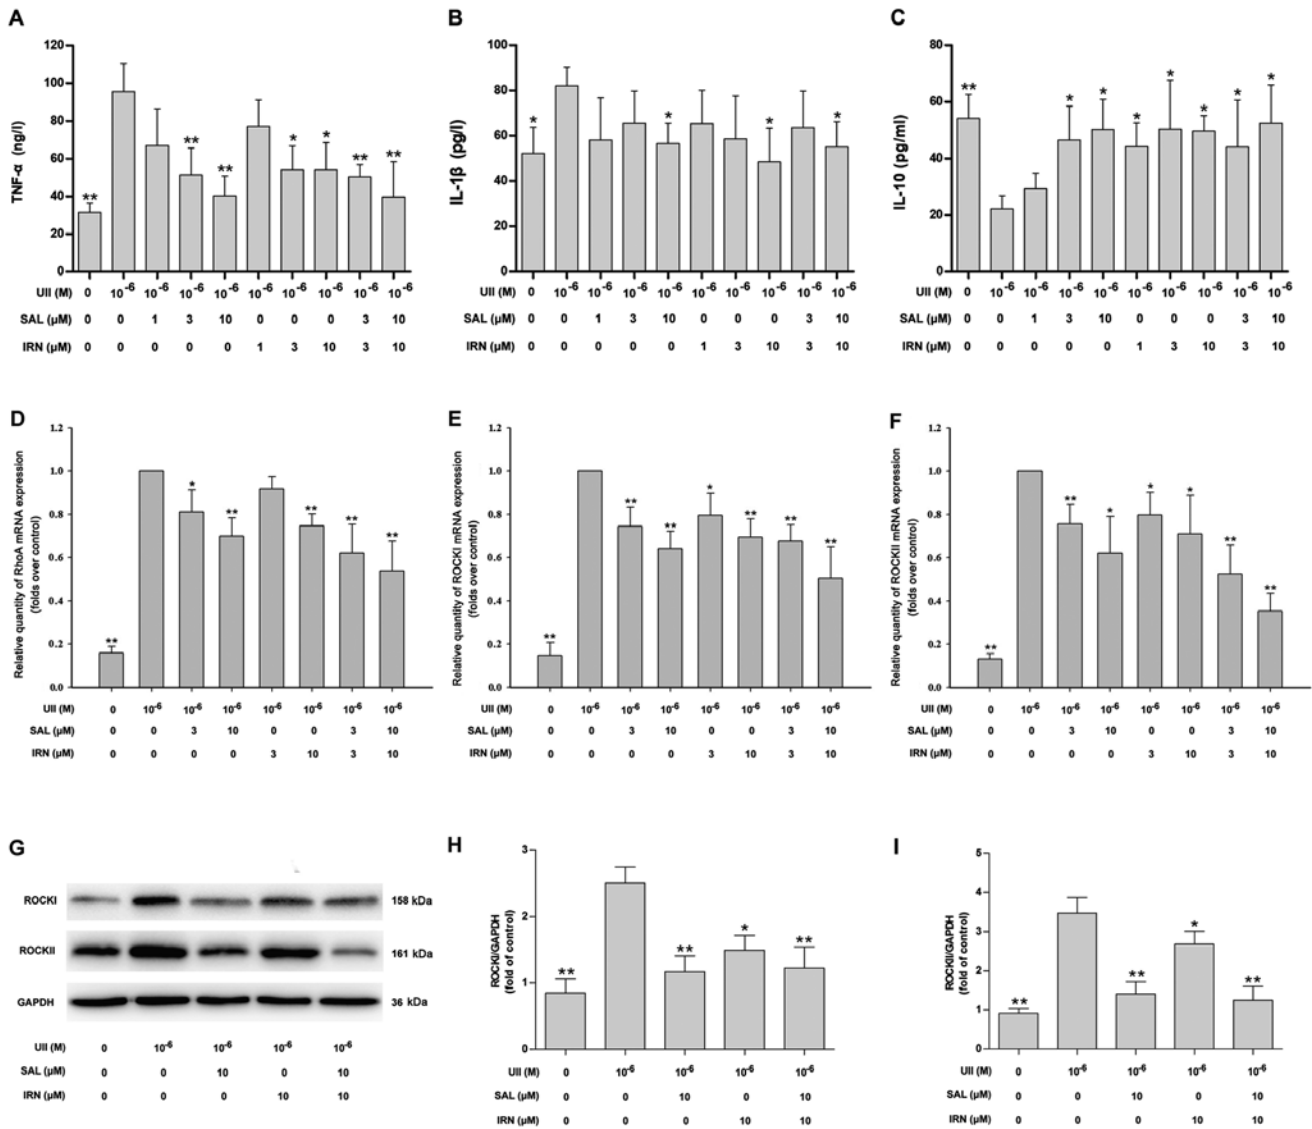 A
TNF-α (ng/l)
120
100
80
60
40
20
0
** ** ** * * ** **
UII (M) 0 10-6 10-6 10-6 10-6 10-6 10-6 10-6 10-6 10-6
SAL (μM) 0 0 1 3 10 0 0 0 3 10
IRN (μM) 0 0 0 0 0 1 3 10 3 10
B
IL-1β (pg/l)
100
80
60
40
20
0
* * * *
UII (M) 0 10-6 10-6 10-6 10-6 10-6 10-6 10-6 10-6 10-6
SAL (μM) 0 0 1 3 10 0 0 0 3 10
IRN (μM) 0 0 0 0 0 1 3 10 3 10
C
IL-10 (pg/ml)
80
60
40
20
0
** * * * * * * *
UII (M) 0 10-6 10-6 10-6 10-6 10-6 10-6 10-6 10-6 10-6
SAL (μM) 0 0 1 3 10 0 0 0 3 10
IRN (μM) 0 0 0 0 0 1 3 10 3 10
D
Relative quantity of RhoA mRNA expression
(folds over control)
1.2
1.0
0.8
0.6
0.4
0.2
0.0
** * ** ** ** **
UII (M) 0 10-6 10-6 10-6 10-6 10-6 10-6 10-6
SAL (μM) 0 0 3 10 0 0 3 10
IRN (μM) 0 0 0 0 3 10 3 10
E
Relative quantity of ROCKI mRNA expression
(folds over control)
1.2
1.0
0.8
0.6
0.4
0.2
0.0
** ** ** * ** ** **
UII (M) 0 10-6 10-6 10-6 10-6 10-6 10-6 10-6
SAL (μM) 0 0 3 10 0 0 3 10
IRN (μM) 0 0 0 0 3 10 3 10
F
Relative quantity of ROCKII mRNA expression
(folds over control)
1.2
1.0
0.8
0.6
0.4
0.2
0.0
** ** * * * ** **
UII (M) 0 10-6 10-6 10-6 10-6 10-6 10-6 10-6
SAL (μM) 0 0 3 10 0 0 3 10
IRN (μM) 0 0 0 0 3 10 3 10
G
ROCKI 158 kDa
ROCKII 161 kDa
GAPDH 36 kDa
UII (M) 0 10-6 10-6 10-6 10-6
SAL (μM) 0 0 10 0 10
IRN (μM) 0 0 0 10 10
H
ROCKI/GAPDH
(fold of control)
3
2
1
0
** ** * **
UII (M) 0 10-6 10-6 10-6 10-6
SAL (μM) 0 0 10 0 10
IRN (μM) 0 0 0 10 10
I
ROCKII/GAPDH
(fold of control)
5
4
3
2
1
0
** ** * **
UII (M) 0 10-6 10-6 10-6 10-6
SAL (μM) 0 0 10 0 10
IRN (μM) 0 0 0 10 10